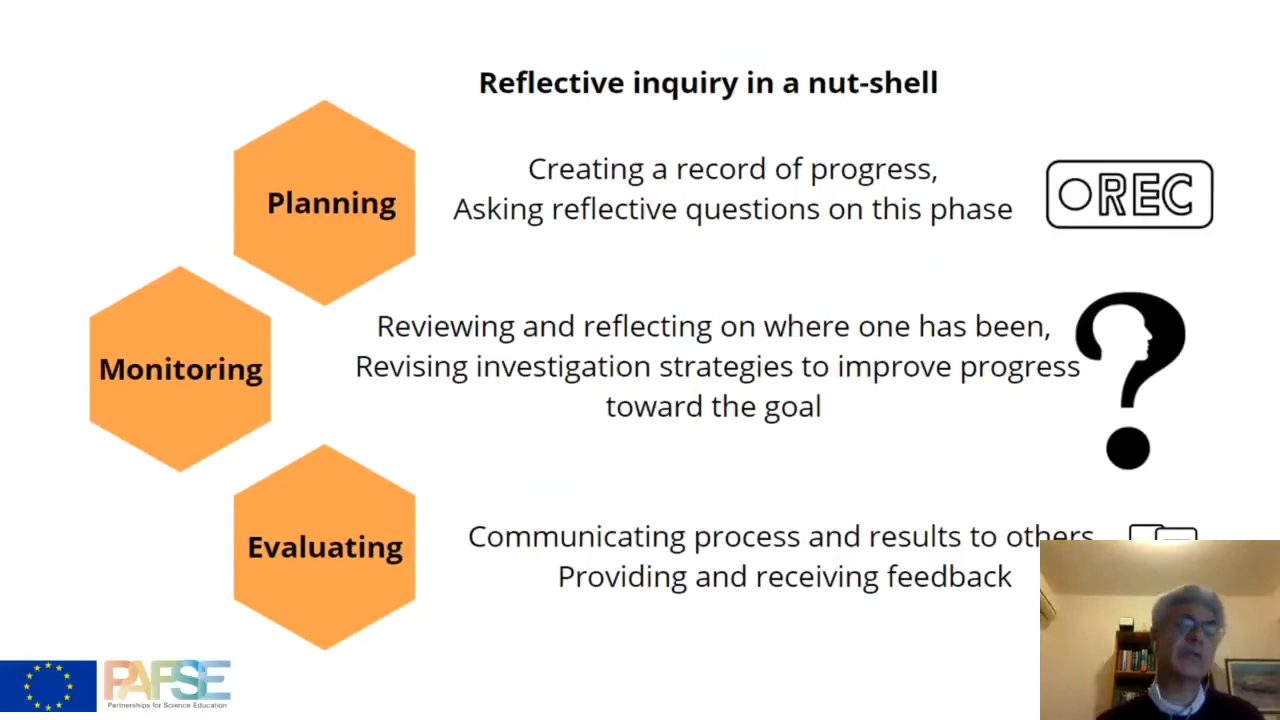 Reflective inquiry in a nut-shell
Planning
Creating a record of progress,
Asking reflective questions on this phase
REC
Monitoring
Reviewing and reflecting on where one has been,
Revising investigation strategies to improve progress
toward the goal
Evaluating
Communicating process and results to others
Providing and receiving feedback
PAFSE
Partnerships for Science Education